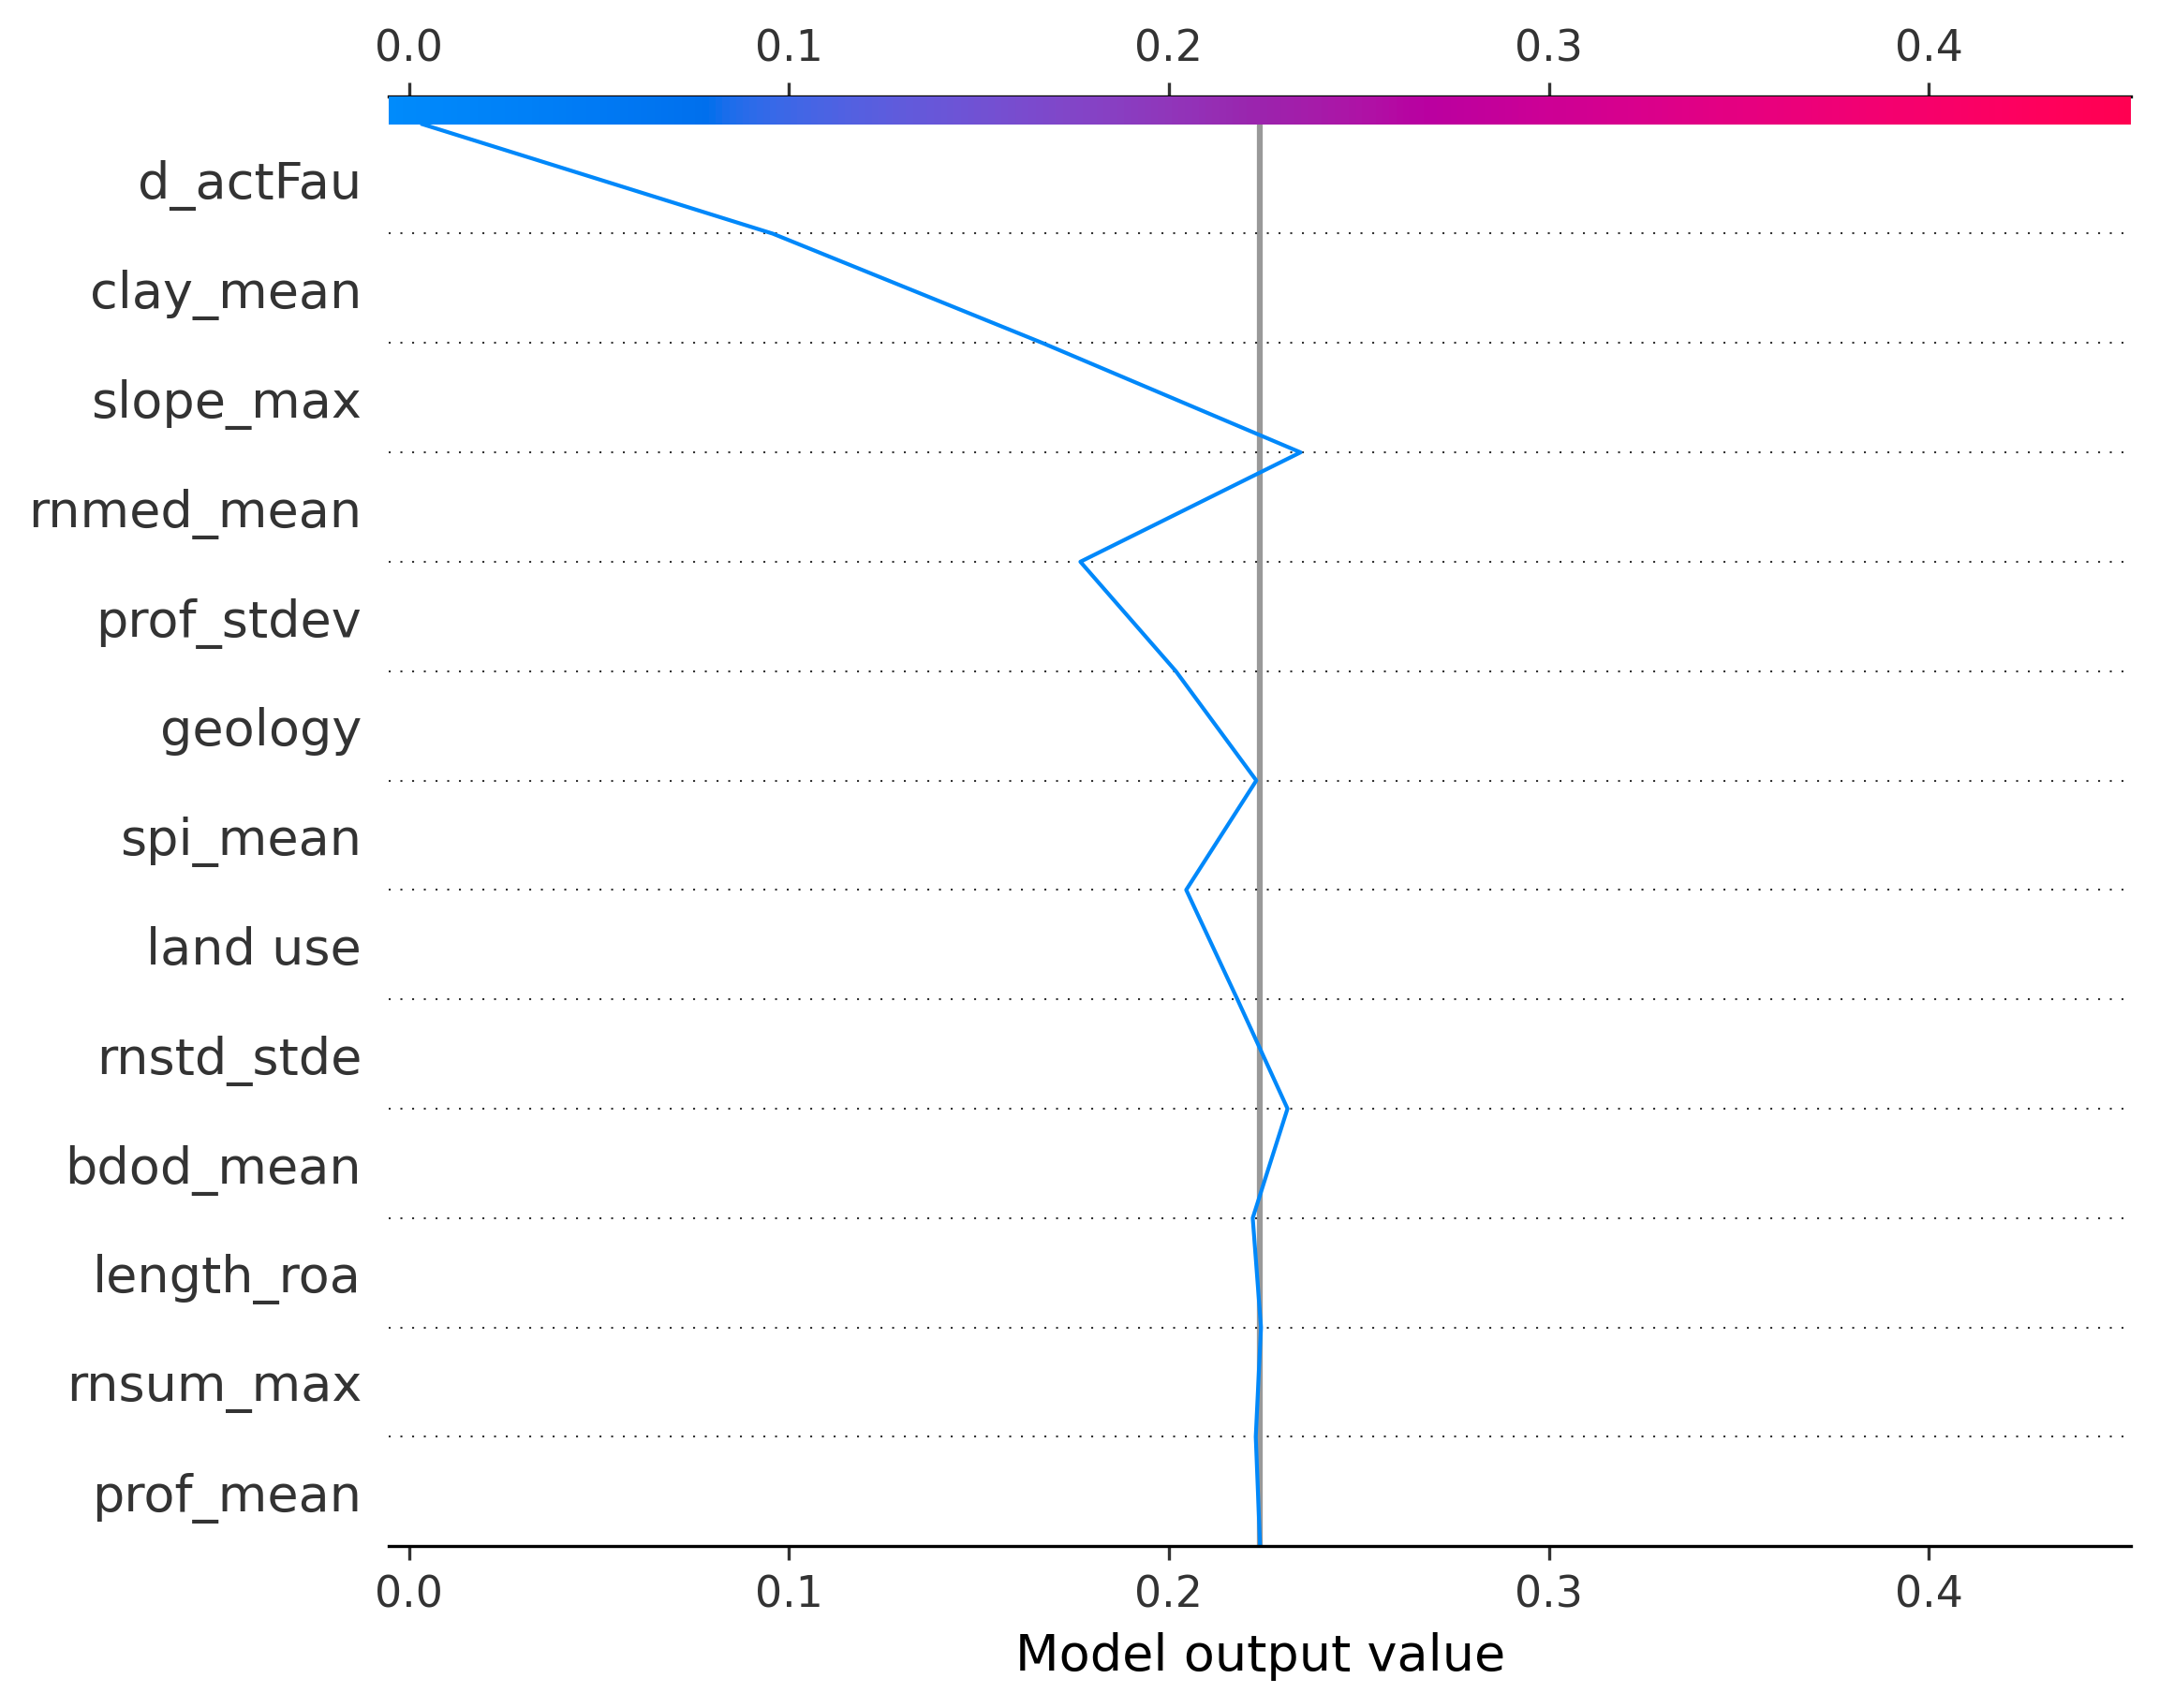 0.0 0.1 0.2 0.3 0.4
d_actFau
clay_mean
slope_max
rnmed_mean
prof_stdev
geology
spi_mean
land use
rnstd_stde
bdod_mean
length_roa
rnsum_max
prof_mean
0.0 0.1 0.2 0.3 0.4
Model output value